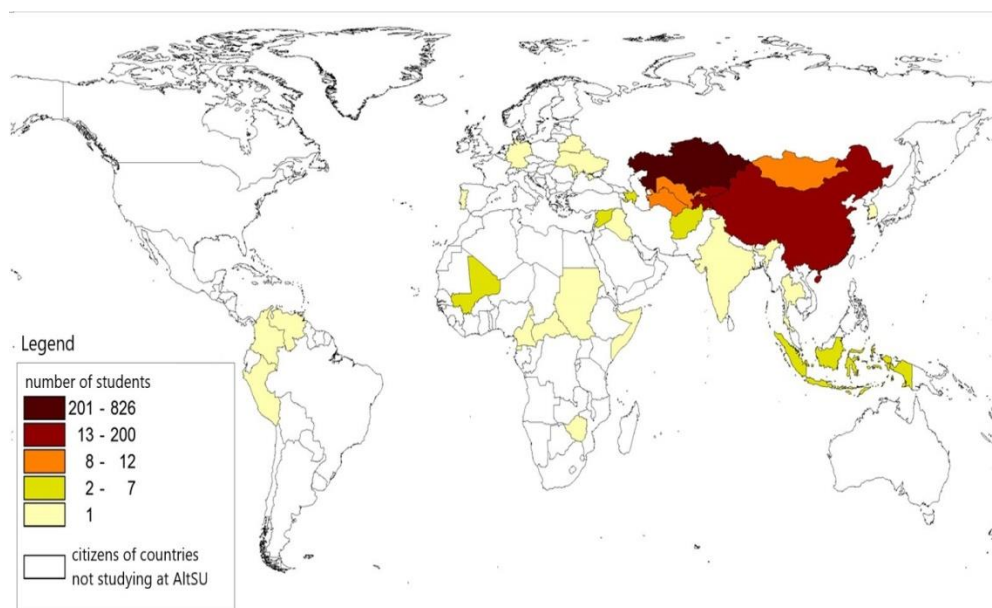 Legend
number of students
201 - 826
13 - 200
8 - 12
2 - 7
1
citizens of countries
not studying at AltSU